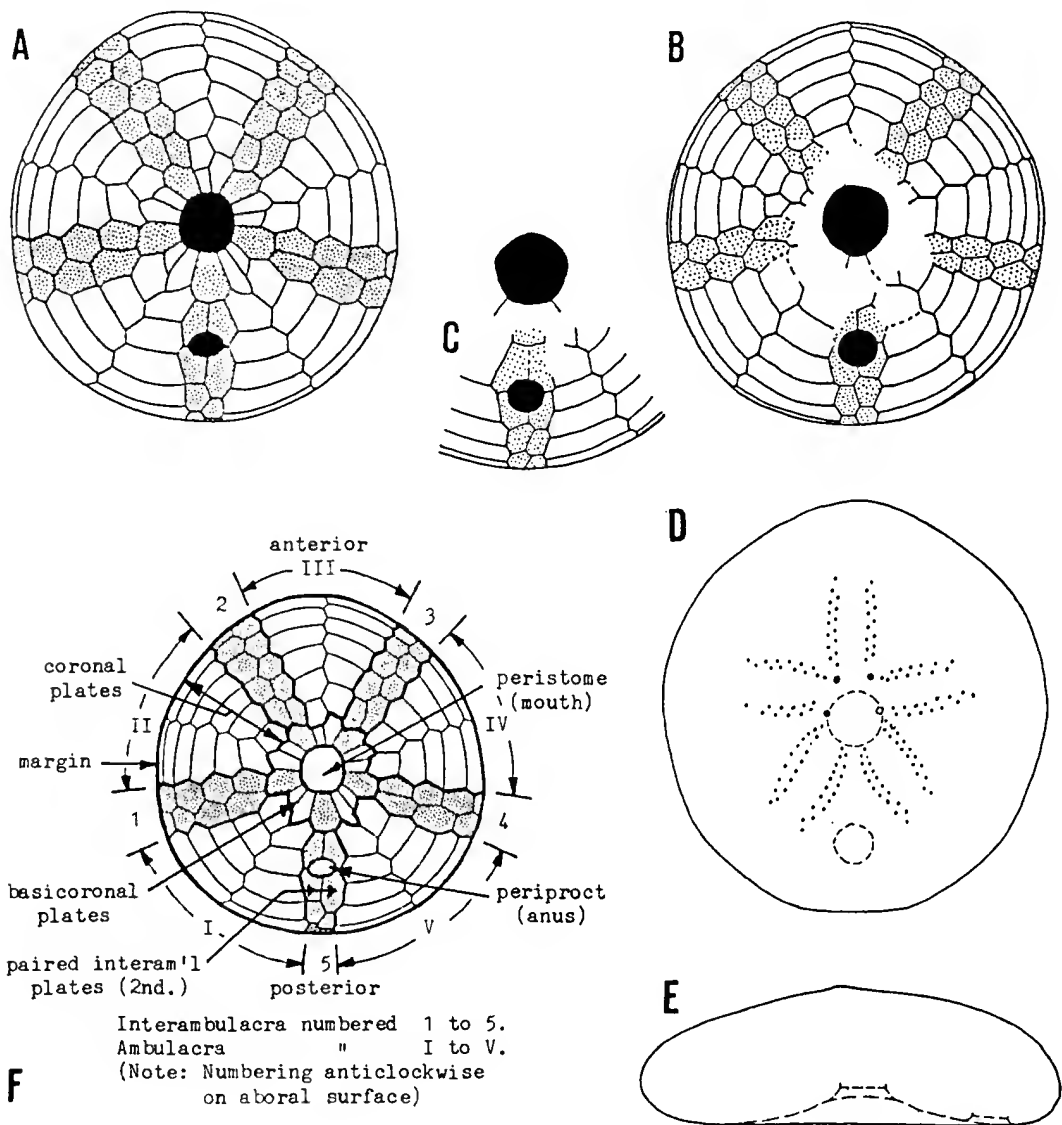 A
B
C
D
anterior
III
2
3
coronal
plates
peristome
(mouth)
II
IV
margin
1
4
basicoronal
plates
periproct
(anus)
I
V
paired interam'l
plates (2nd.)
5
posterior
E
Interambulacra numbered 1 to 5.
Ambulacra " I to V.
(Note: Numbering anticlockwise
on aboral surface)
F